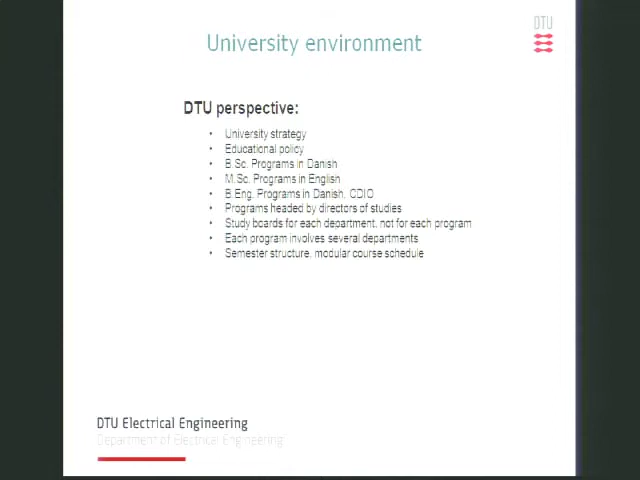 DTU
University environment
DTU perspective:
• University strategy
• Educational policy
• B.Sc. Programs in Danish
• M.Sc. Programs in English
• B.Eng. Programs in Danish, CDIO
• Programs headed by directors of studies
• Study boards for each department, not for each program
• Each program involves several departments
• Semester structure, modular course schedule
DTU Electrical Engineering
Department of Electrical Engineering